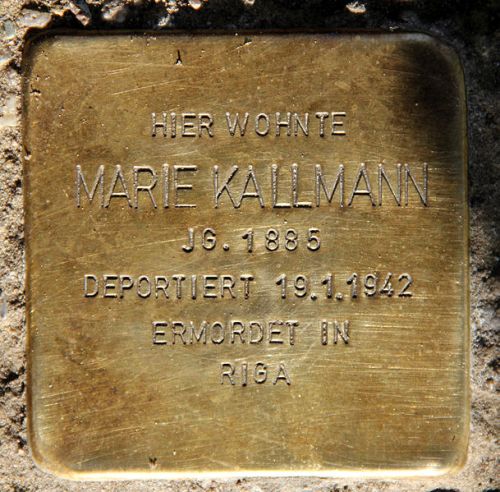 HIER WOHNTE
MARIE KALLMANN
JG. 1885
DEPORTIERT 19.1.1942
ERMORDET IN
RIGA